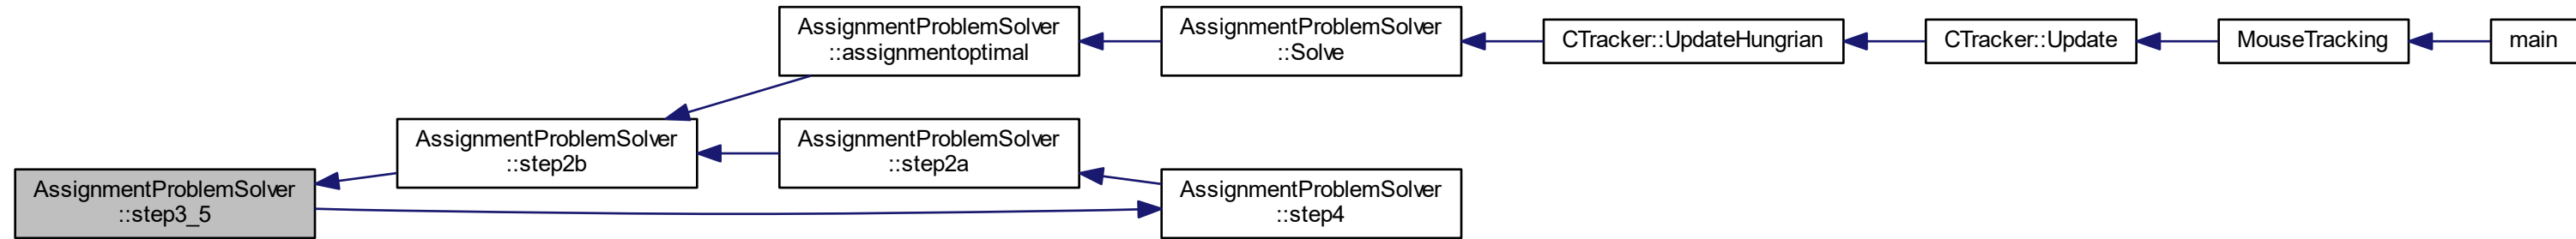 AssignmentProblemSolver
::assignmentoptimal
AssignmentProblemSolver
::Solve
CTracker::UpdateHungrian
CTracker::Update
MouseTracking
main
AssignmentProblemSolver
::step2b
AssignmentProblemSolver
::step2a
AssignmentProblemSolver
::step3_5
AssignmentProblemSolver
::step4